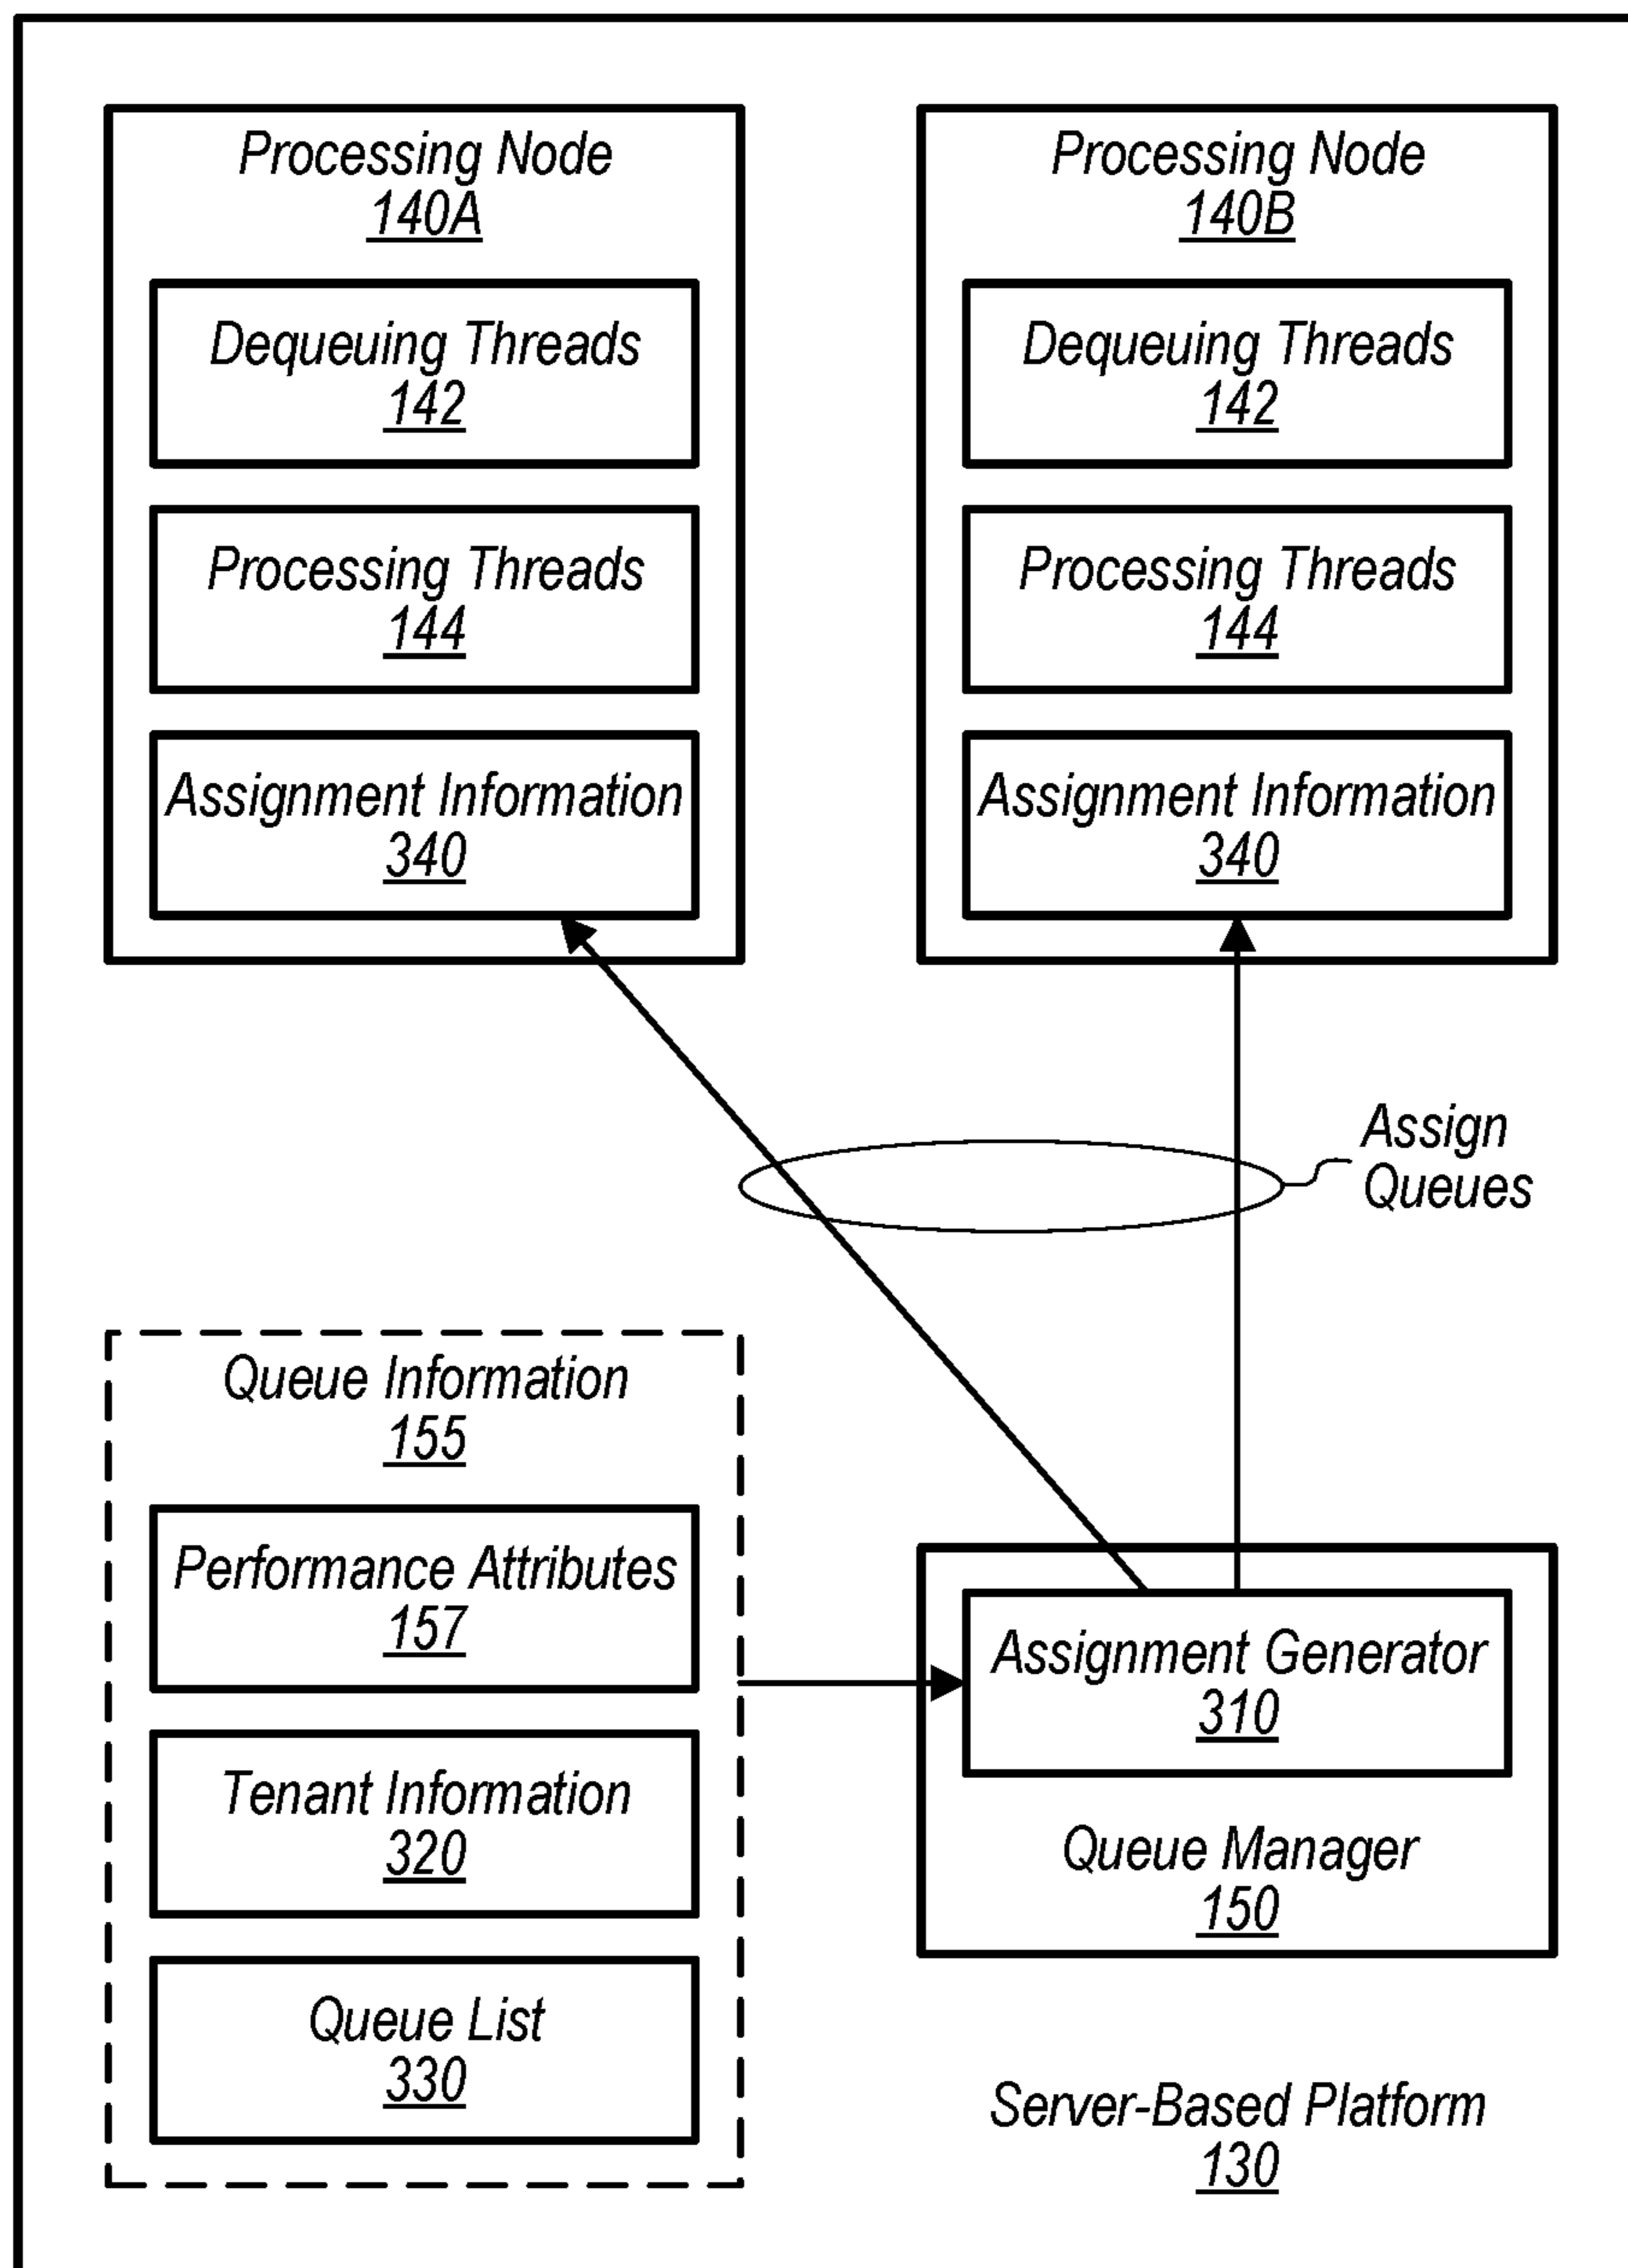 Processing Node
140A
Dequeuing Threads
142
Processing Threads
144
Assignment Information
340
Processing Node
140B
Dequeuing Threads
142
Processing Threads
144
Assignment Information
340
Assign
Queues
Queue Information
155
Performance Attributes
157
Tenant Information
320
Queue List
330
Assignment Generator
310
Queue Manager
150
Server-Based Platform
130